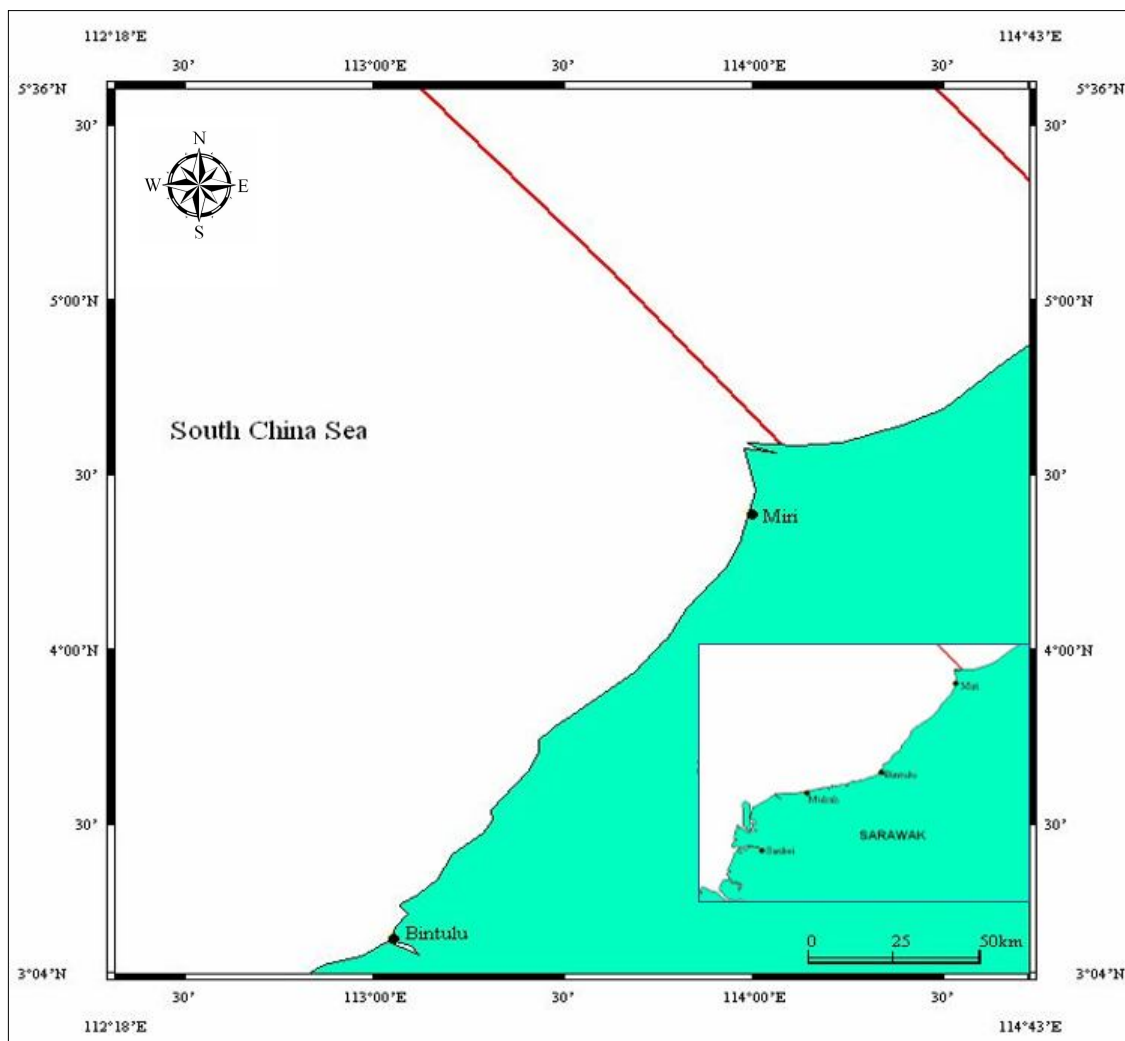 112°18'E 114°43'E
30' 113°00'E 30' 114°00'E 30'
5°36'N 5°36'N
30' 30'
N
W E
S
5°00'N 5°00'N
South China Sea
30' 30'
Miri
4°00'N 4°00'N
Miri
Bintulu
Mukah
30' 30'
SARAWAK
Bintulu
0 25 50km
3°04'N 3°04'N
30' 113°00'E 30' 114°00'E 30'
112°18'E 114°43'E